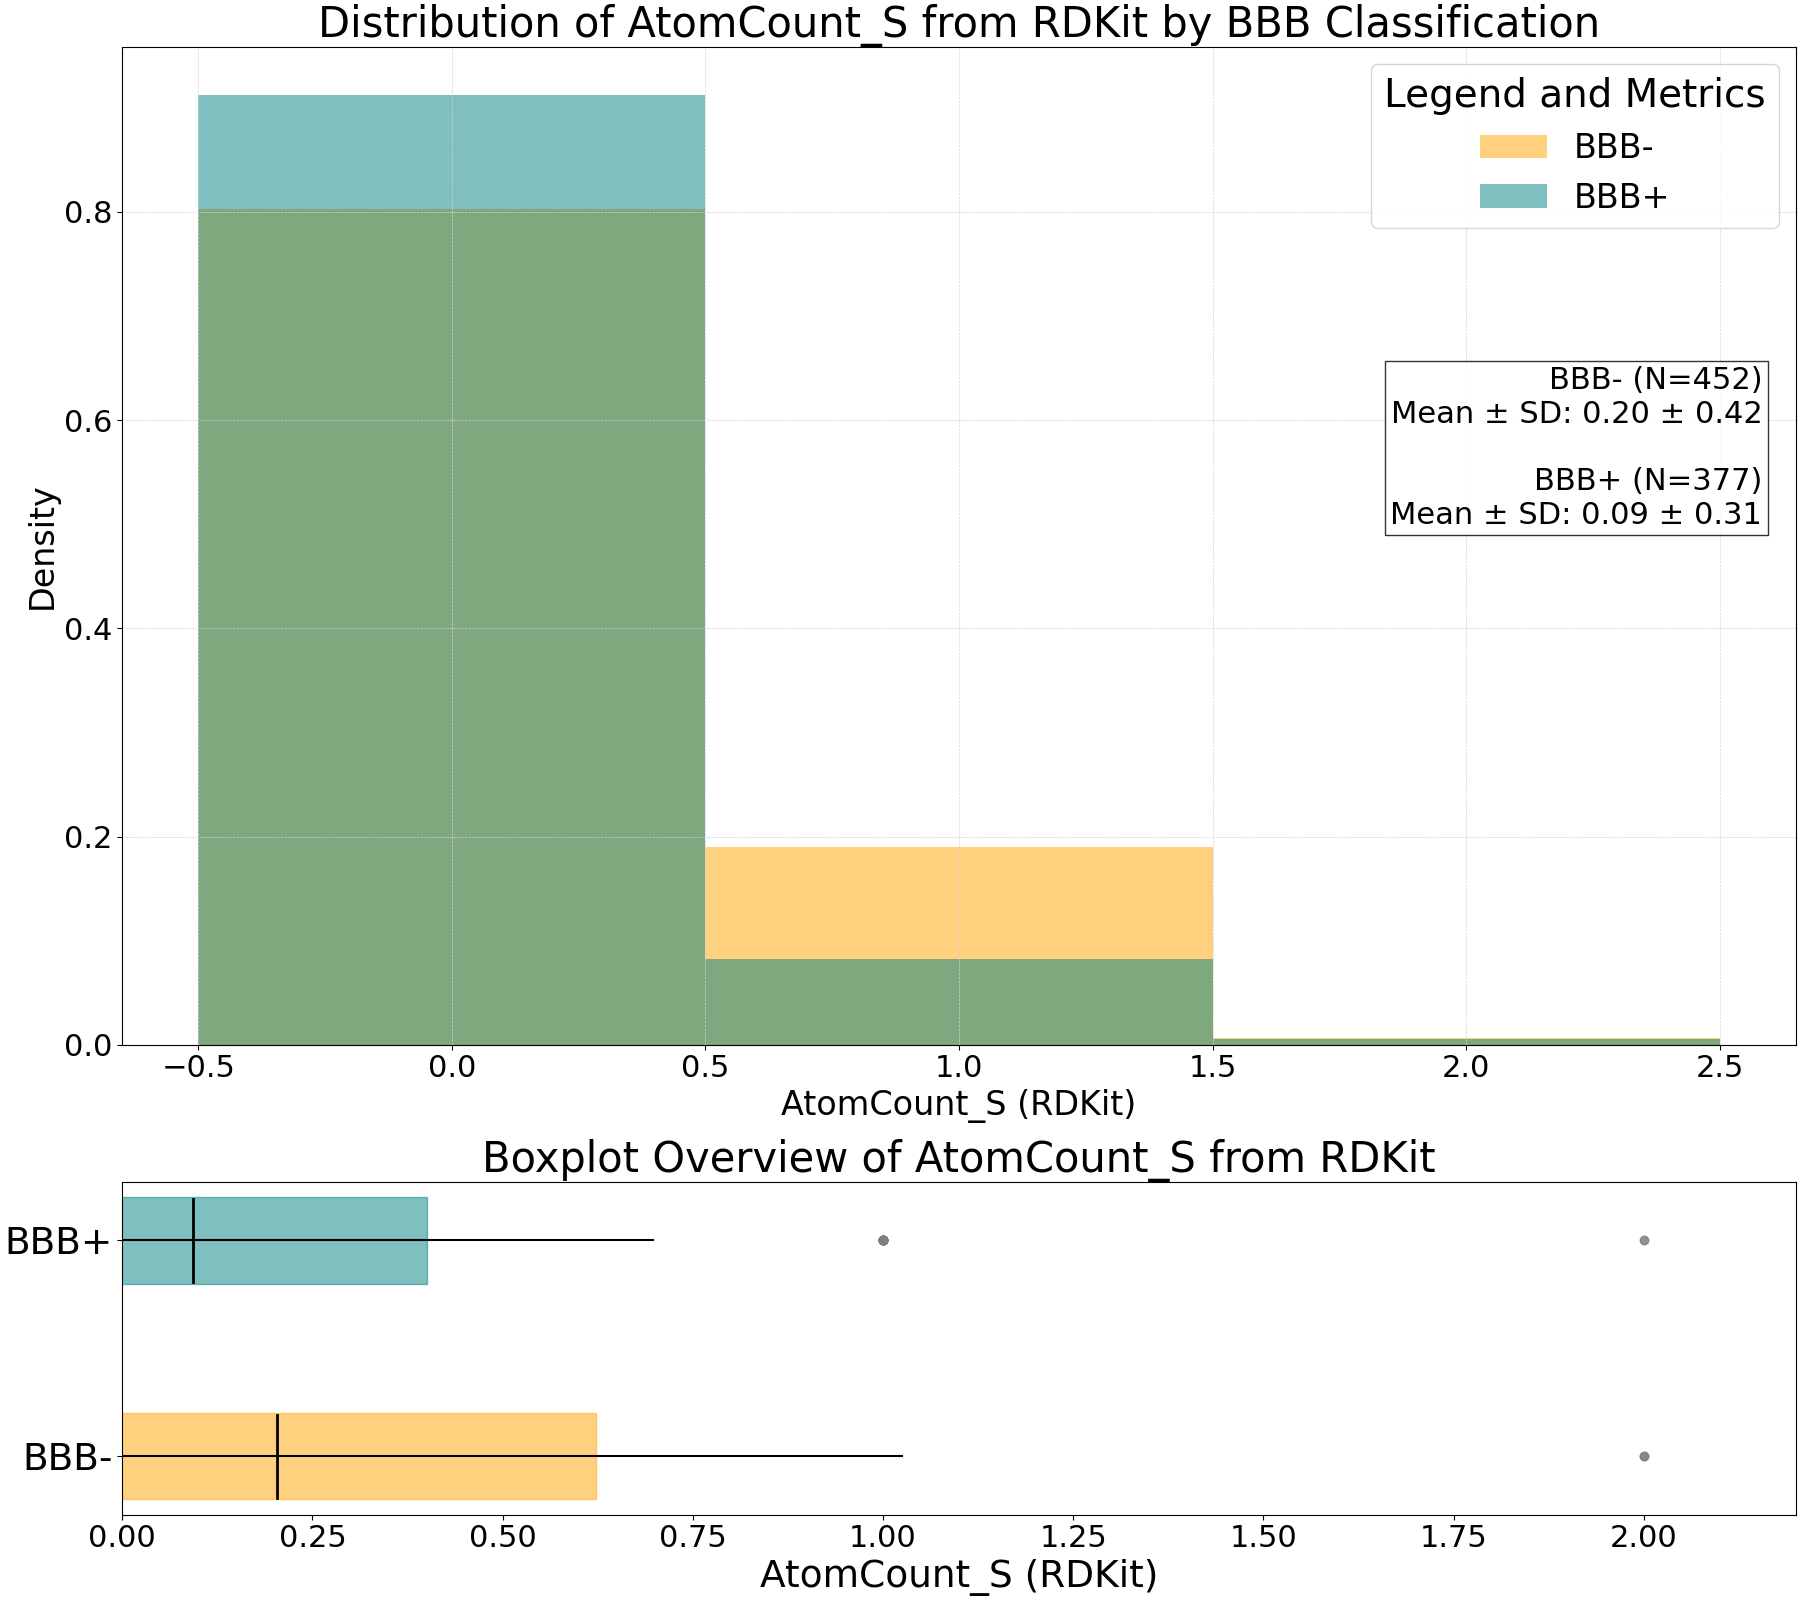 Distribution of AtomCount_S from RDKit by BBB Classification
Legend and Metrics
BBB-
BBB+
BBB- (N=452)
Mean ± SD: 0.20 ± 0.42
BBB+ (N=377)
Mean ± SD: 0.09 ± 0.31
Density
0.8
0.6
0.4
0.2
0.0
−0.5 0.0 0.5 1.0 1.5 2.0 2.5
AtomCount_S (RDKit)
Boxplot Overview of AtomCount_S from RDKit
BBB+
BBB-
0.00 0.25 0.50 0.75 1.00 1.25 1.50 1.75 2.00
AtomCount_S (RDKit)